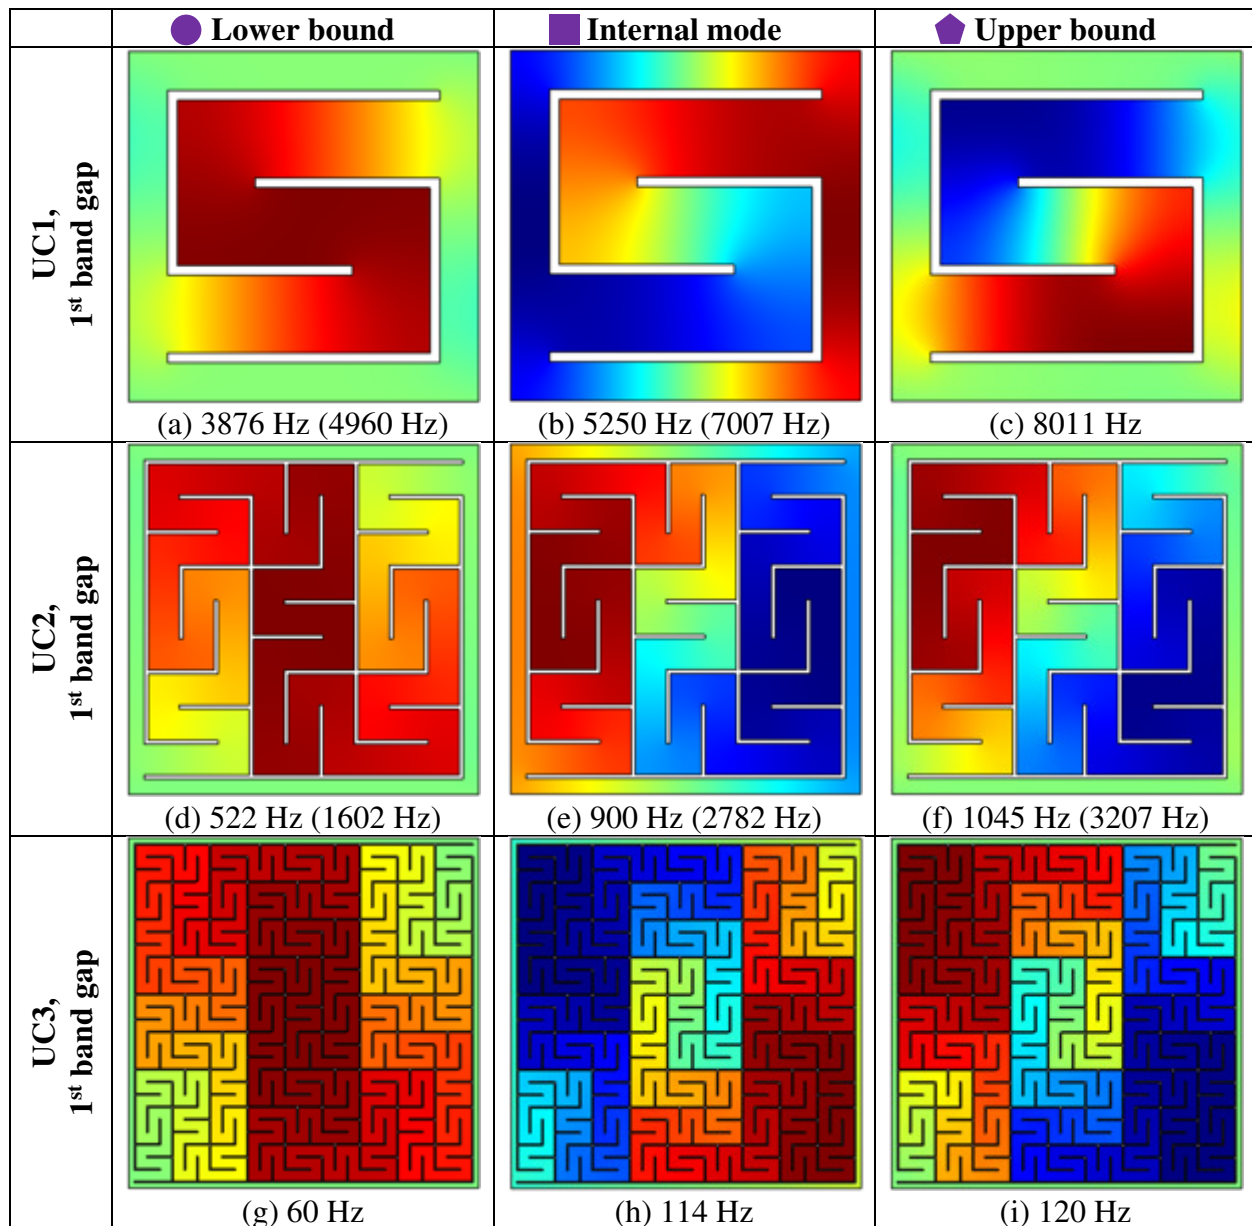 Lower bound
Internal mode
Upper bound
UC1,
1st band gap
(a) 3876 Hz (4960 Hz)
(b) 5250 Hz (7007 Hz)
(c) 8011 Hz
UC2,
1st band gap
(d) 522 Hz (1602 Hz)
(e) 900 Hz (2782 Hz)
(f) 1045 Hz (3207 Hz)
UC3,
1st band gap
(g) 60 Hz
(h) 114 Hz
(i) 120 Hz